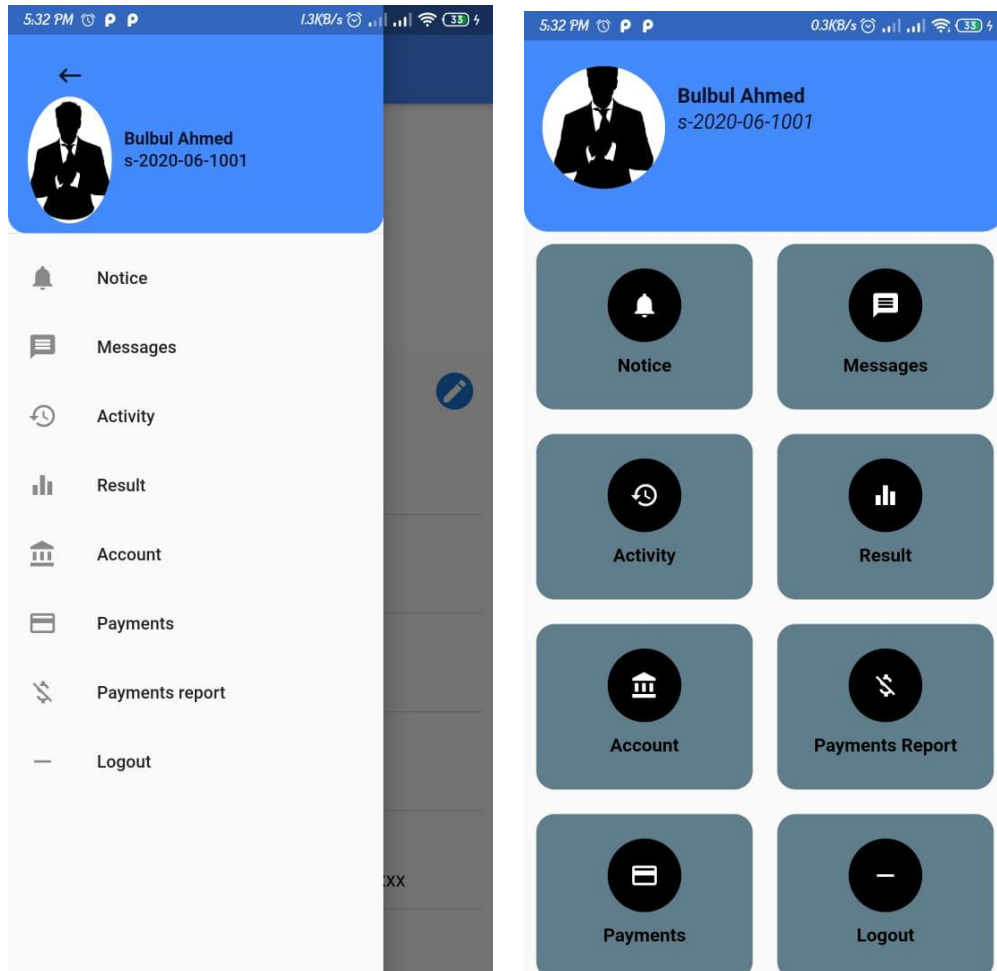 5:32 PM
1.3KB/s
33
Bulbul Ahmed
s-2020-06-1001
Notice
Messages
Activity
Result
Account
Payments
Payments report
Logout
XX
5:32 PM
0.3KB/s
33
Bulbul Ahmed
s-2020-06-1001
Notice
Messages
Activity
Result
Account
Payments Report
Payments
Logout